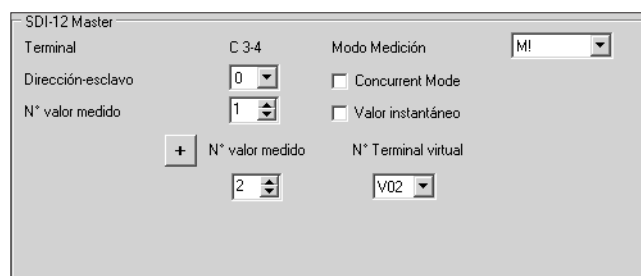 SDI-12 Master
Terminal C 3-4 Modo Medición M!
Dirección-esclavo 0 Concurrent Mode
N° valor medido 1 Valor instantáneo
+ N° valor medido N° Terminal virtual
2 V02